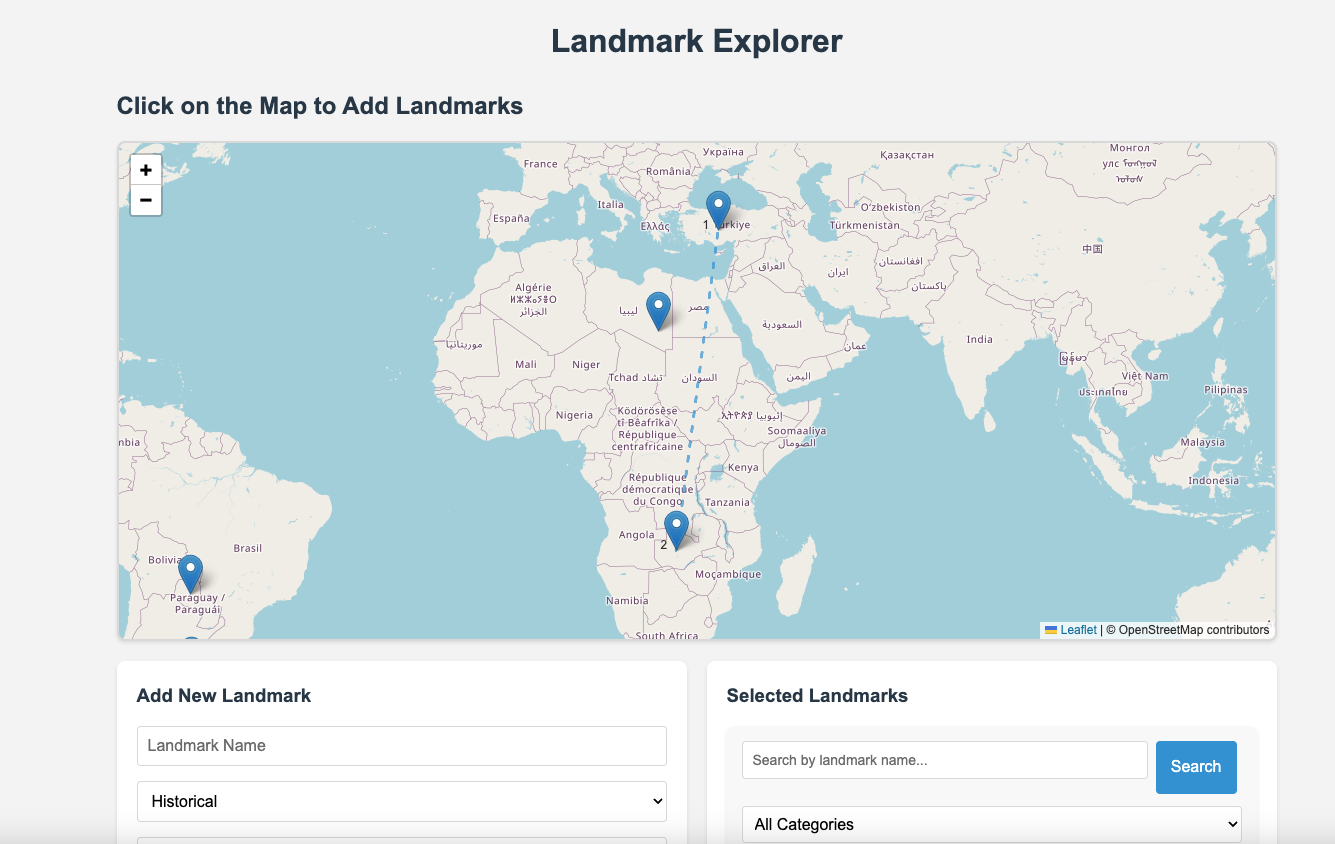 Landmark Explorer
Click on the Map to Add Landmarks
+
−
Україна
Қазақстан
Монгол
улс
France
România
Italia
España
Ελλάς
1
O'zbekiston
Türkmenistan
中国
افغانستان
العراق
ایران
پاکستان
Algérie
ⵍⵣⵣⴰⵢⴻⵔ
الجزائر
ليبيا
مصر
السعودية
India
موريتانيا
عمان
Mali
Niger
Tchad تشاد
السودان
اليمن
Việt Nam
ประเทศไทย
Pilipinas
Nigeria
Ködörösêse
tî Bêafrîka /
République
centrafricaine
Soomaaliya
الصومال
Malaysia
mbia
Kenya
République
démocratique
du Congo
Indonesia
Tanzania
Angola
2
Brasil
Bolivia
Moçambique
Paraguay /
Paraguái
Namibia
South Africa
Leaflet | © OpenStreetMap contributors
Add New Landmark
Selected Landmarks
Landmark Name
Search by landmark name...
Search
Historical
All Categories